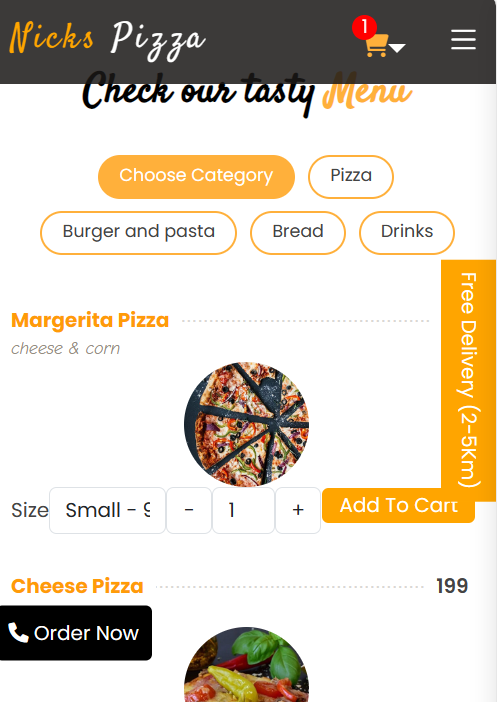 Nicks Pizza
1
Check our tasty Menu
Choose Category
Pizza
Burger and pasta
Bread
Drinks
Free Delivery (2-5Km)
Margerita Pizza
cheese & corn
Size
Small - 9
-
1
+
Add To Cart
Cheese Pizza
199
Order Now